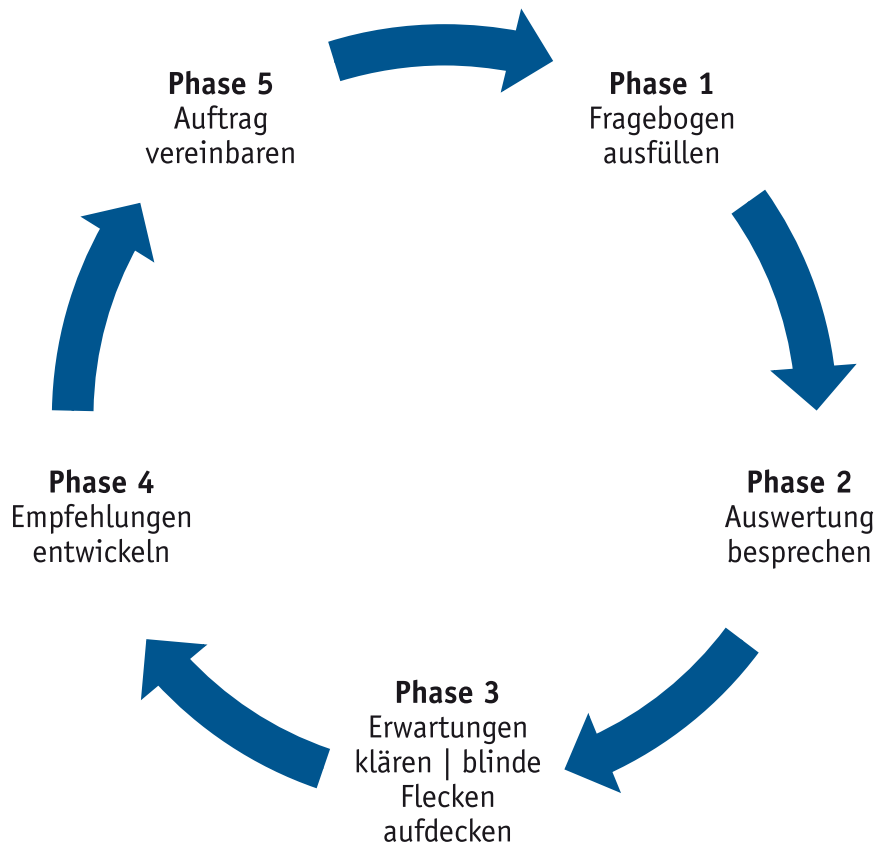 Phase 5
Auftrag
vereinbaren
Phase 1
Fragebogen
ausfüllen
Phase 2
Auswertung
besprechen
Phase 3
Erwartungen
klären | blinde
Flecken
aufdecken
Phase 4
Empfehlungen
entwickeln